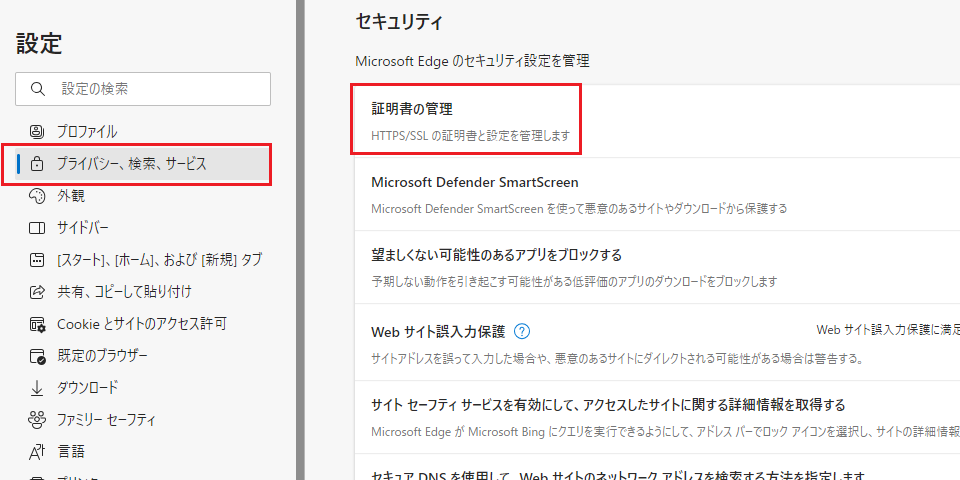 設定
設定の検索
プロファイル
プライバシー、検索、サービス
外観
サイドバー
[スタート]、[ホーム]、および [新規] タブ
共有、コピーして貼り付け
Cookie とサイトのアクセス許可
既定のブラウザー
ダウンロード
ファミリー セーフティ
言語
セキュリティ
Microsoft Edge のセキュリティ設定を管理
証明書の管理
HTTPS/SSL の証明書と設定を管理します
Microsoft Defender SmartScreen
Microsoft Defender SmartScreen を使って悪意のあるサイトやダウンロードから保護する
望ましくない可能性のあるアプリをブロックする
予期しない動作を引き起こす可能性がある低評価のアプリのダウンロードをブロックします
Web サイト誤入力保護
Web サイト誤入力保護に満足
サイトアドレスを誤って入力した場合や、悪意のあるサイトにダイレクトされる可能性がある場合は警告する。
サイト セーフティ サービスを有効にして、アクセスしたサイトに関する詳細情報を取得する
Microsoft Edge が Microsoft Bing にクエリを実行できるようにして、アドレス バーでロック アイコンを選択し、サイトの詳細情報
セキュア DNS を使用して、Web サイトのネットワーク アドレスを検索する方法を指定します